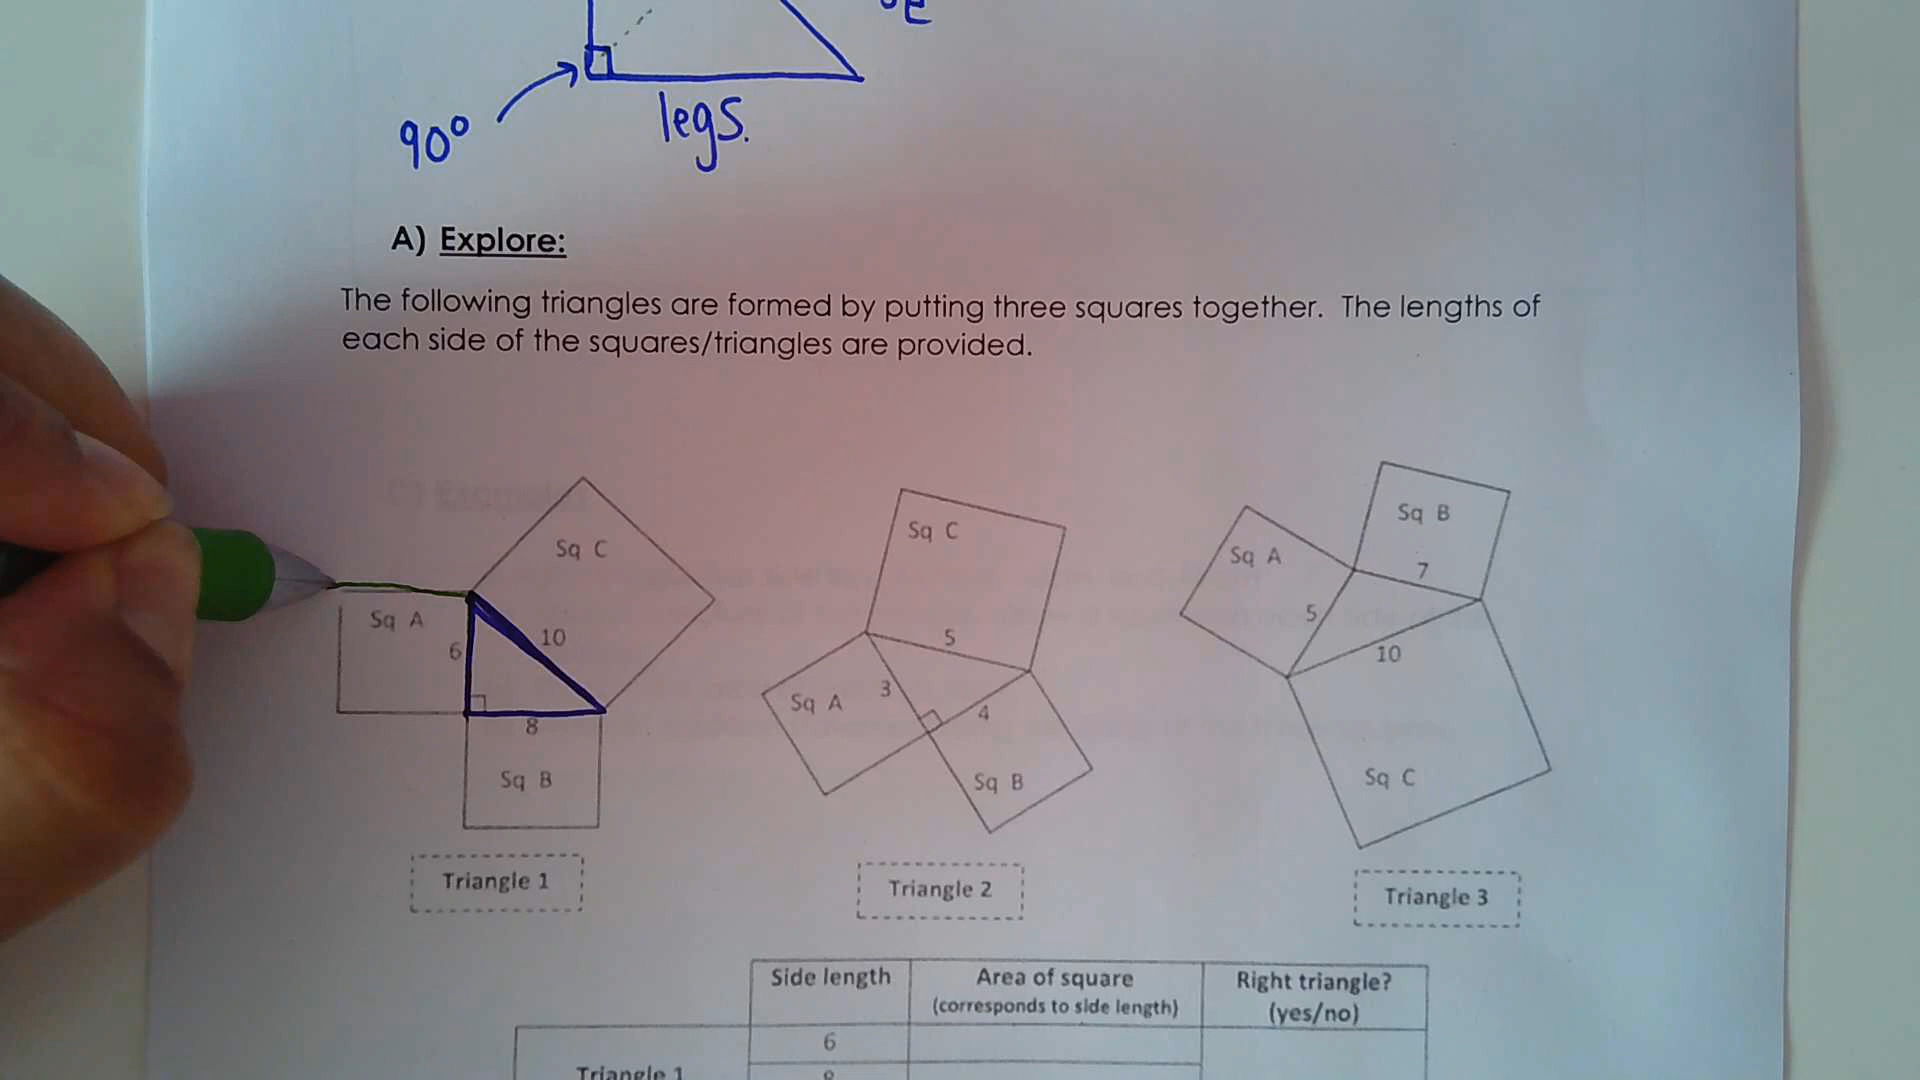 90°
legs.
A) Explore:
The following triangles are formed by putting three squares together. The lengths of
each side of the squares/triangles are provided.
Sq C
Sq A
6
10
8
Sq B
Triangle 1
Sq C
5
Sq A
3
4
Sq B
Triangle 2
Sq B
Sq A
7
5
10
Sq C
Triangle 3
Side length
Area of square
(corresponds to side length)
Right triangle?
(yes/no)
6
Triangle 1